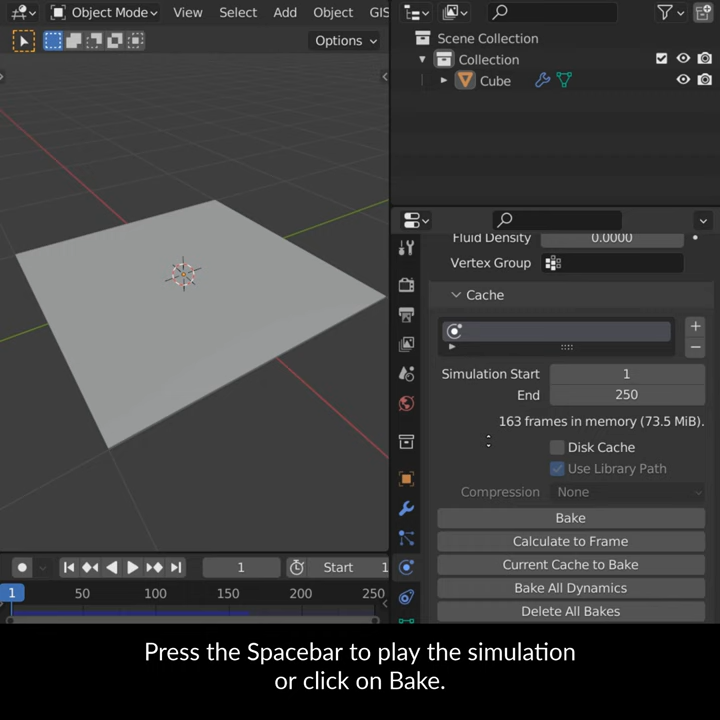 Object Mode
View
Select
Add
Object
GIS
Options
Scene Collection
Collection
Cube
Fluid Density 0.0000
Vertex Group
Cache
Simulation Start 1
End 250
163 frames in memory (73.5 MiB).
Disk Cache
Use Library Path
Compression None
Bake
Calculate to Frame
Current Cache to Bake
Bake All Dynamics
Delete All Bakes
1
Start 1
1 50 100 150 200 250
Press the Spacebar to play the simulation
or click on Bake.